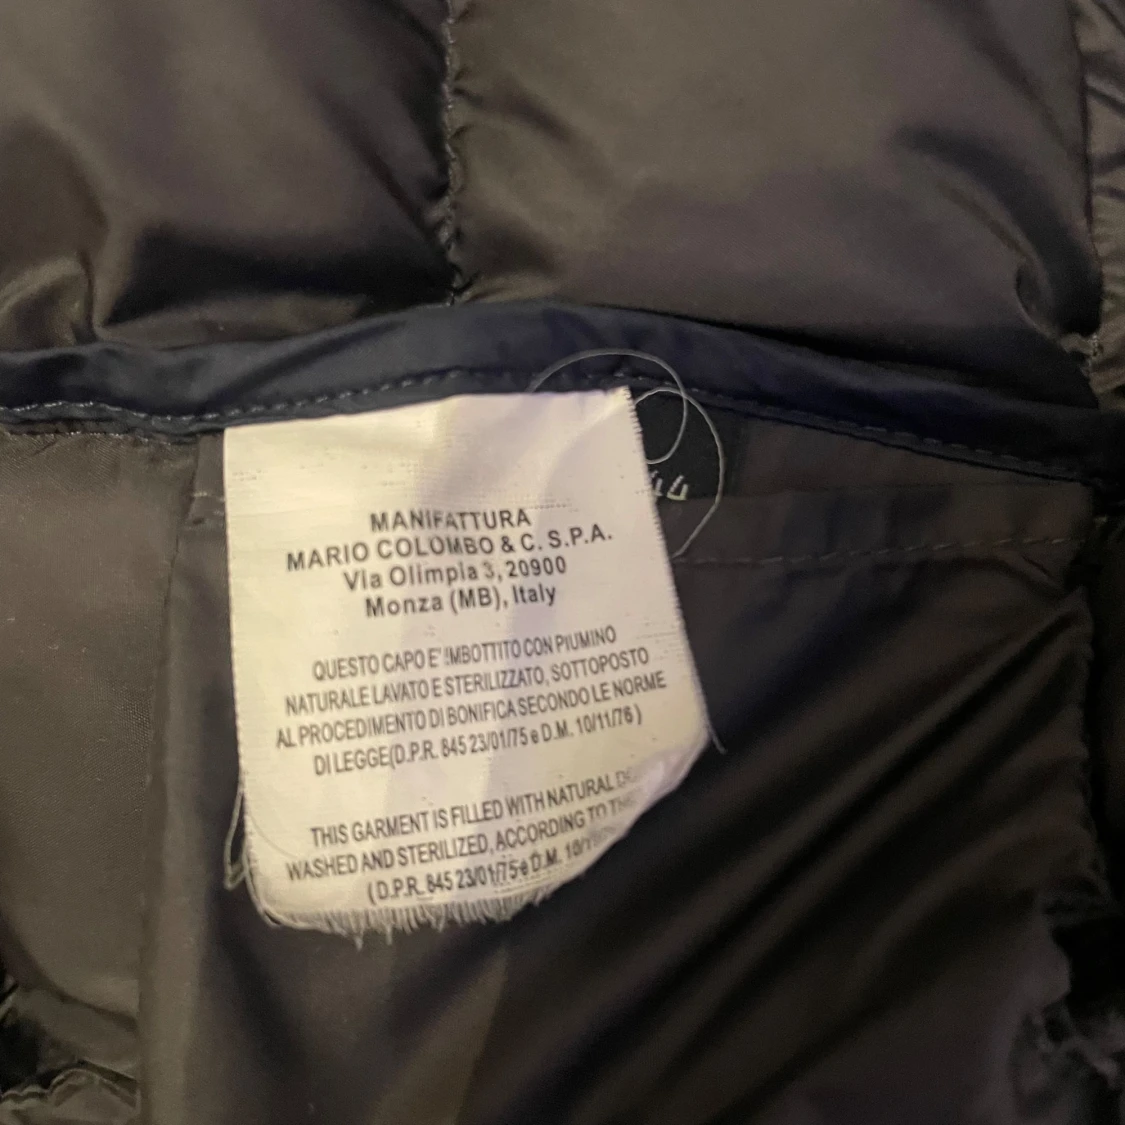 MANIFATTURA
MARIO COLOMBO & C. S.P.A.
Via Olimpia 3, 20900
Monza (MB), Italy
QUESTO CAPO E' IMBOTTITO CON PIUMINO
NATURALE LAVATO E STERILIZZATO, SOTTOPOSTO
AL PROCEDIMENTO DI BONIFICA SECONDO LE NORME
DI LEGGE(D.P.R. 845 23/01/75 e D.M. 10/11/76)
THIS GARMENT IS FILLED WITH NATURAL
WASHED AND STERILIZED, ACCORDING TO THE
(D.P.R. 845 23/01/75 e D.M.
44